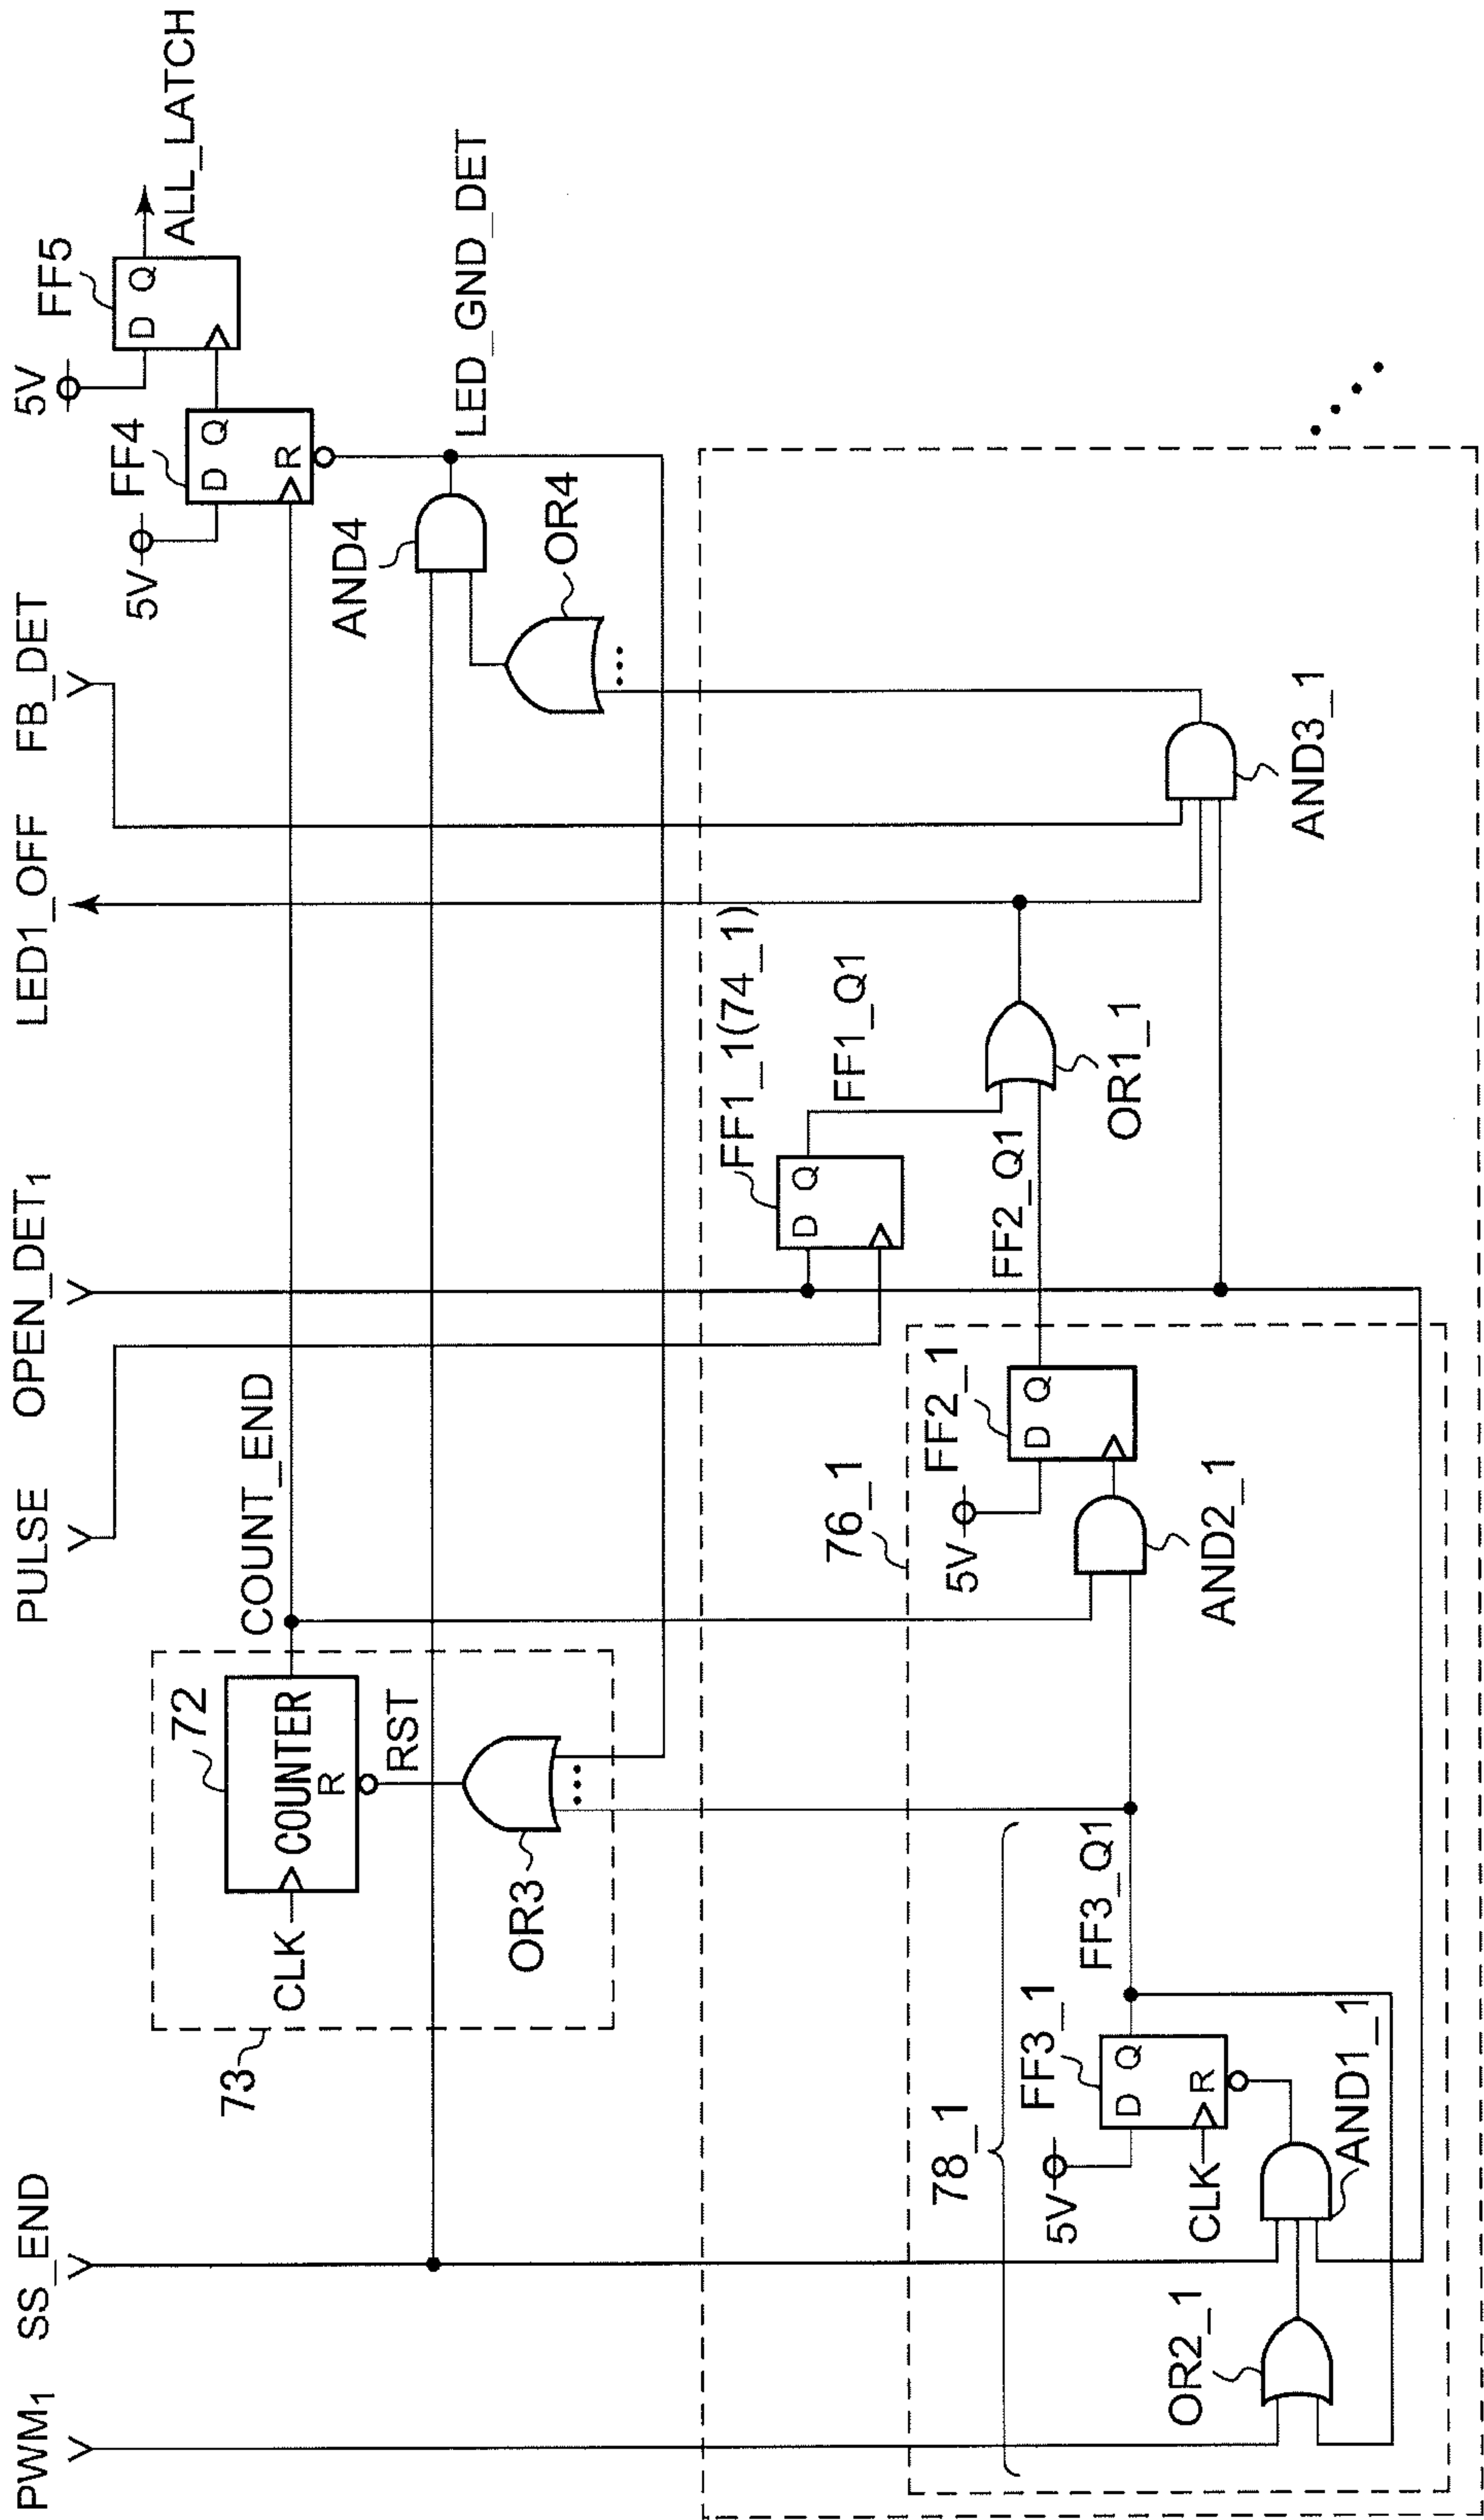 PWM1
SS_END
PULSE
OPEN_DET1
LED1_OFF
FB_DET
73
CLK
COUNTER
R
72
RST
OR3
COUNT_END
5V
FF4
D Q
R
5V
FF5
D Q
ALL_LATCH
AND4
LED_GND_DET
OR4
78_1
5V
FF3_1
D Q
R
CLK
FF3_Q1
OR2_1
AND1_1
76_1
5V
FF2_1
D Q
AND2_1
FF2_Q1
FF1_1(74_1)
D Q
FF1_Q1
OR1_1
AND3_1